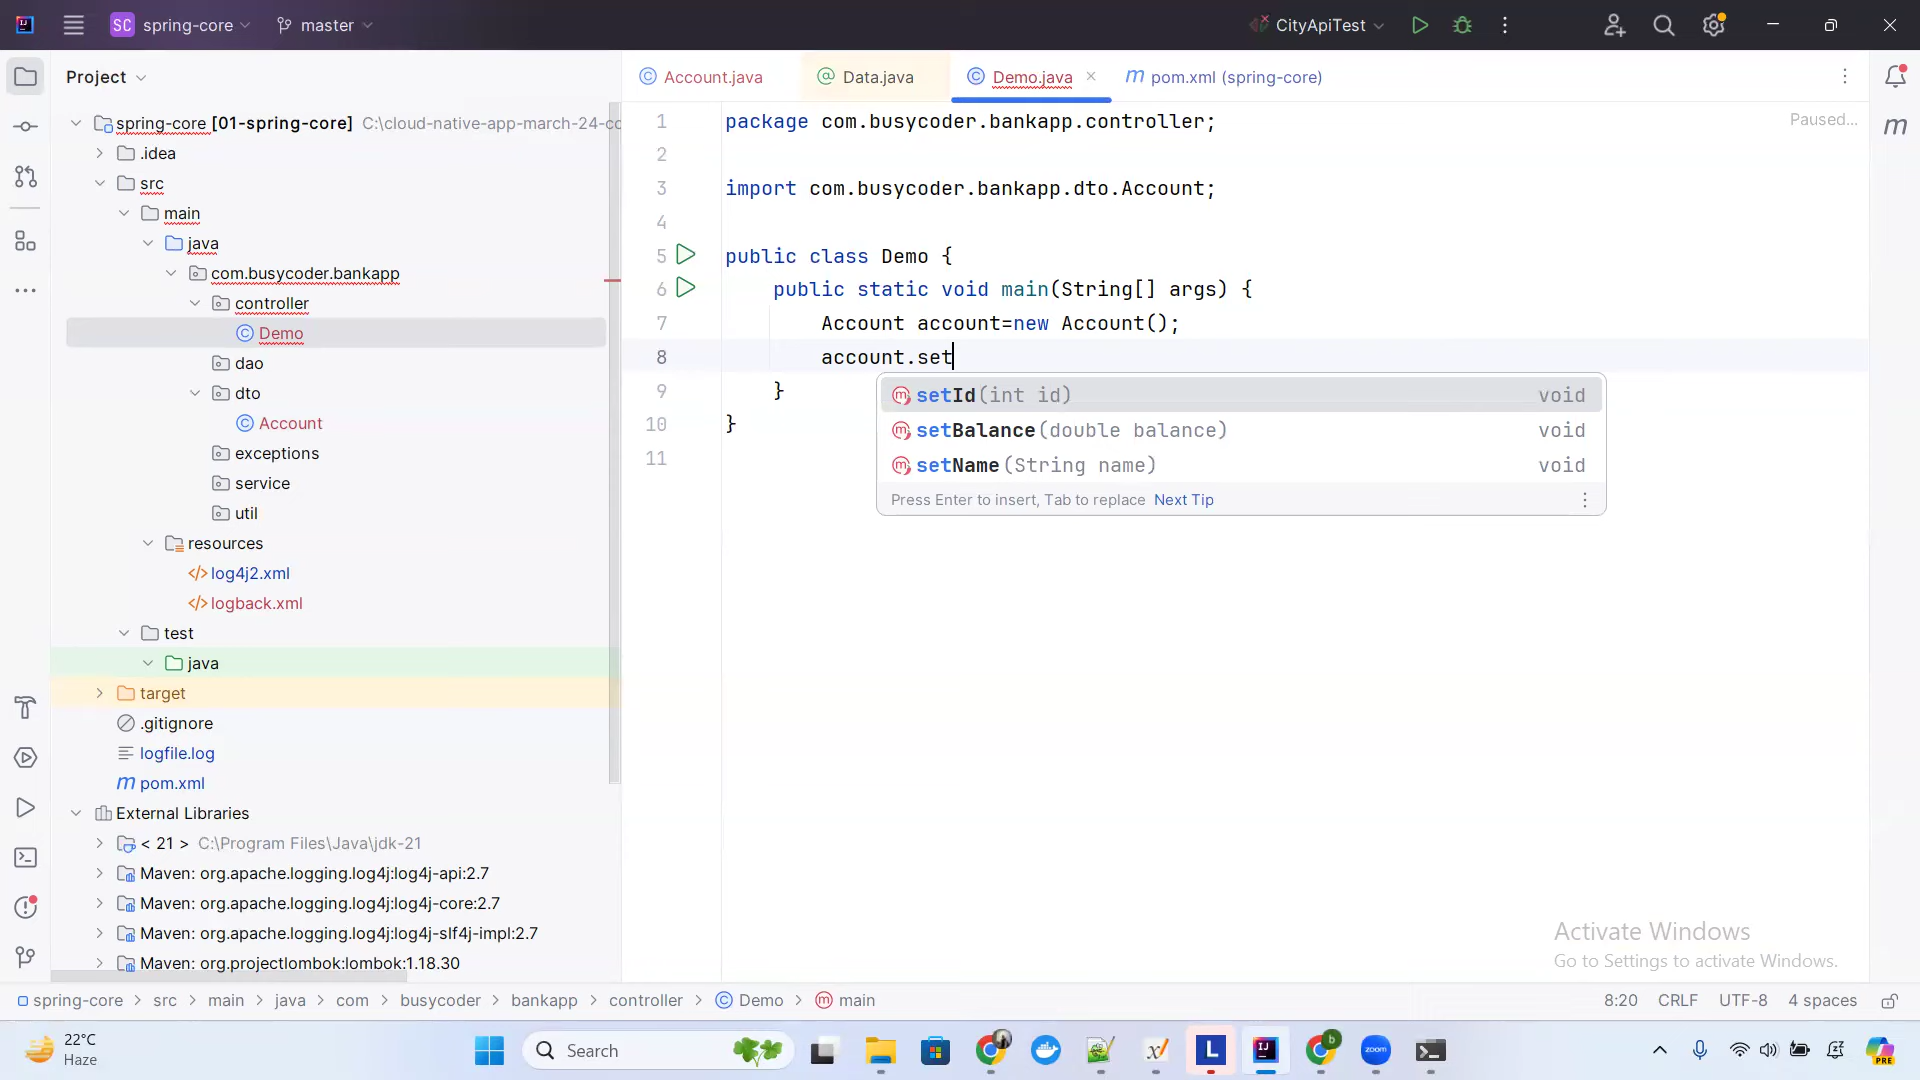 SC spring-core master CityApiTest
Project
Account.java Data.java Demo.java pom.xml (spring-core)
spring-core [01-spring-core] C:\cloud-native-app-march-24-co
.idea
src
main
java
com.busycoder.bankapp
controller
Demo
dao
dto
Account
exceptions
service
util
resources
log4j2.xml
logback.xml
test
java
target
.gitignore
logfile.log
pom.xml
External Libraries
< 21 > C:\Program Files\Java\jdk-21
Maven: org.apache.logging.log4j:log4j-api:2.7
Maven: org.apache.logging.log4j:log4j-core:2.7
Maven: org.apache.logging.log4j:log4j-slf4j-impl:2.7
Maven: org.projectlombok:lombok:1.18.30
1 package com.busycoder.bankapp.controller;
Paused...
2
3 import com.busycoder.bankapp.dto.Account;
4
5 public class Demo {
6 public static void main(String[] args) {
7 Account account=new Account();
8 account.set
9 }
10 }
11
setId(int id) void
setBalance(double balance) void
setName(String name) void
Press Enter to insert, Tab to replace Next Tip
Activate Windows
Go to Settings to activate Windows.
spring-core > src > main > java > com > busycoder > bankapp > controller > Demo > main
8:20 CRLF UTF-8 4 spaces
22°C
Haze
Search
zoom
PRE